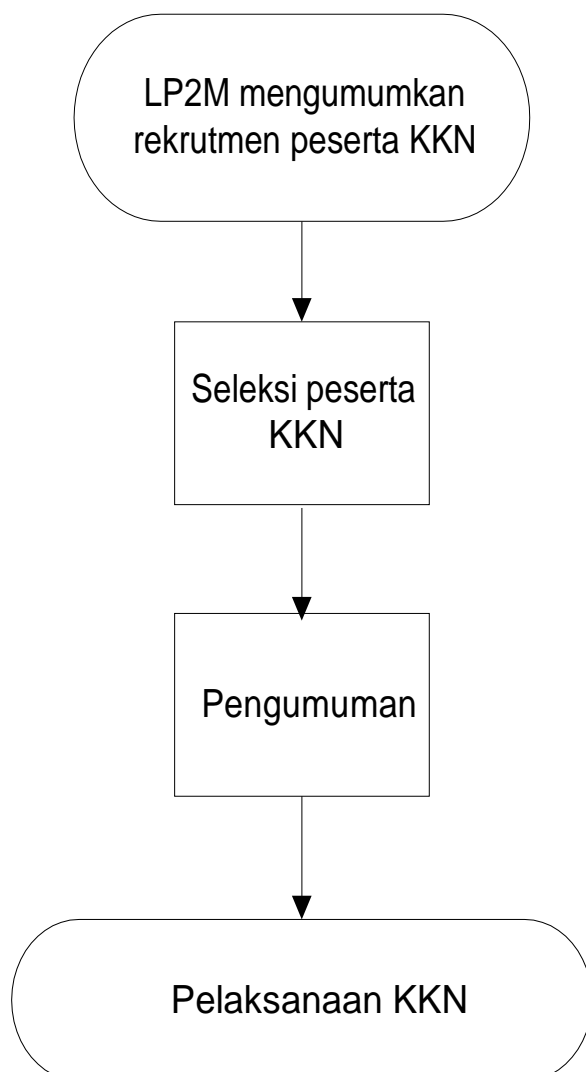 LP2M mengumumkan
rekrutmen peserta KKN
Seleksi peserta
KKN
Pengumuman
Pelaksanaan KKN